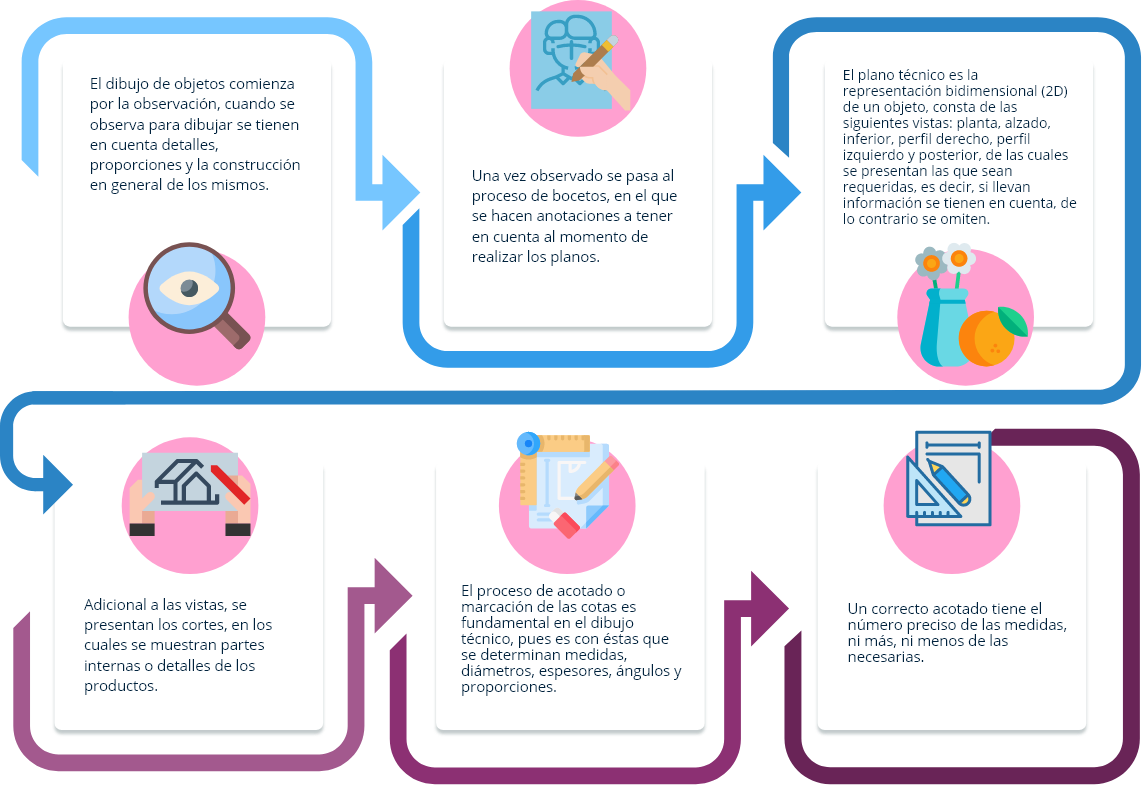 El dibujo de objetos comienza
por la observación, cuando se
observa para dibujar se tienen
en cuenta detalles,
proporciones y la construcción
en general de los mismos.
Una vez observado se pasa al
proceso de bocetos, en el que
se hacen anotaciones a tener
en cuenta al momento de
realizar los planos.
El plano técnico es la
representación bidimensional (2D)
de un objeto, consta de las
siguientes vistas: planta, alzado,
inferior, perfil derecho, perfil
izquierdo y posterior, de las cuales
se presentan las que sean
requeridas, es decir, si llevan
información se tienen en cuenta, de
lo contrario se omiten.
Adicional a las vistas, se
presentan los cortes, en los
cuales se muestran partes
internas o detalles de los
productos.
El proceso de acotado o
marcación de las cotas es
fundamental en el dibujo
técnico, pues es con éstas que
se determinan medidas,
diámetros, espesores, ángulos y
proporciones.
Un correcto acotado tiene el
número preciso de las medidas,
ni más, ni menos de las
necesarias.